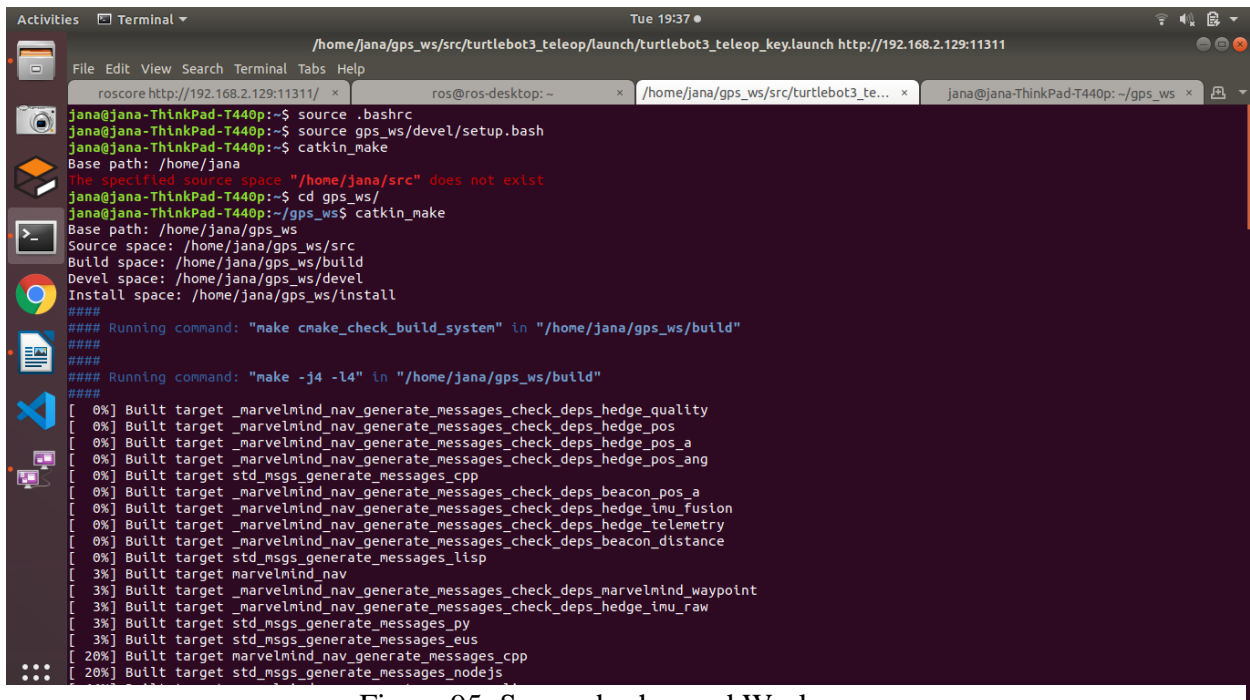 Activities Terminal Tue 19:37
/home/jana/gps_ws/src/turtlebot3_teleop/launch/turtlebot3_teleop_key.launch http://192.168.2.129:11311
File Edit View Search Terminal Tabs Help
roscore http://192.168.2.129:11311/ × ros@ros-desktop: ~ × /home/jana/gps_ws/src/turtlebot3_te... × jana@jana-ThinkPad-T440p: ~/gps_ws ×
jana@jana-ThinkPad-T440p:~$ source .bashrc
jana@jana-ThinkPad-T440p:~$ source gps_ws/devel/setup.bash
jana@jana-ThinkPad-T440p:~$ catkin_make
Base path: /home/jana
The specified source space "/home/jana/src" does not exist
jana@jana-ThinkPad-T440p:~$ cd gps_ws/
jana@jana-ThinkPad-T440p:~/gps_ws$ catkin_make
Base path: /home/jana/gps_ws
Source space: /home/jana/gps_ws/src
Build space: /home/jana/gps_ws/build
Devel space: /home/jana/gps_ws/devel
Install space: /home/jana/gps_ws/install
####
#### Running command: "make cmake_check_build_system" in "/home/jana/gps_ws/build"
####
####
#### Running command: "make -j4 -l4" in "/home/jana/gps_ws/build"
####
[  0%] Built target _marvelmind_nav_generate_messages_check_deps_hedge_quality
[  0%] Built target _marvelmind_nav_generate_messages_check_deps_hedge_pos
[  0%] Built target _marvelmind_nav_generate_messages_check_deps_hedge_pos_a
[  0%] Built target _marvelmind_nav_generate_messages_check_deps_hedge_pos_ang
[  0%] Built target std_msgs_generate_messages_cpp
[  0%] Built target _marvelmind_nav_generate_messages_check_deps_beacon_pos_a
[  0%] Built target _marvelmind_nav_generate_messages_check_deps_hedge_imu_fusion
[  0%] Built target _marvelmind_nav_generate_messages_check_deps_hedge_telemetry
[  0%] Built target _marvelmind_nav_generate_messages_check_deps_beacon_distance
[  0%] Built target std_msgs_generate_messages_lisp
[  3%] Built target marvelmind_nav
[  3%] Built target _marvelmind_nav_generate_messages_check_deps_marvelmind_waypoint
[  3%] Built target _marvelmind_nav_generate_messages_check_deps_hedge_imu_raw
[  3%] Built target std_msgs_generate_messages_py
[  3%] Built target std_msgs_generate_messages_eus
[ 20%] Built target marvelmind_nav_generate_messages_cpp
[ 20%] Built target std_msgs_generate_messages_nodejs